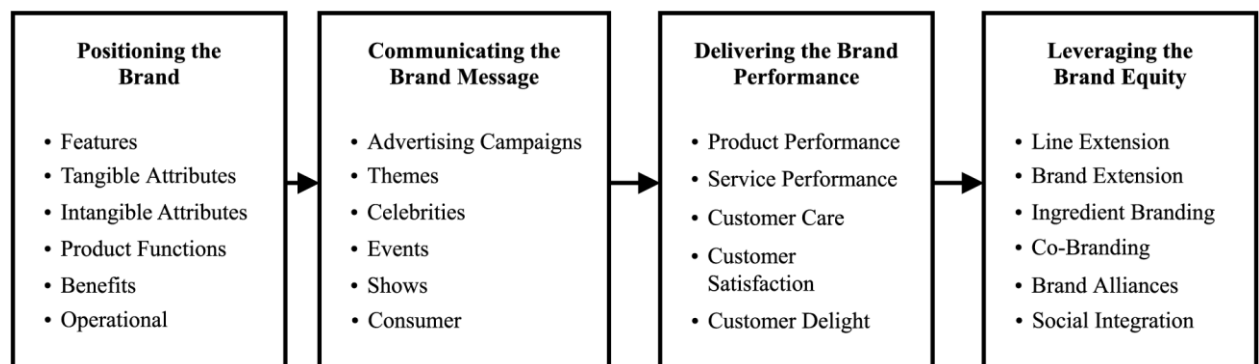 Positioning the
Brand
• Features
• Tangible Attributes
• Intangible Attributes
• Product Functions
• Benefits
• Operational
Communicating the
Brand Message
• Advertising Campaigns
• Themes
• Celebrities
• Events
• Shows
• Consumer
Delivering the Brand
Performance
• Product Performance
• Service Performance
• Customer Care
• Customer
Satisfaction
• Customer Delight
Leveraging the
Brand Equity
• Line Extension
• Brand Extension
• Ingredient Branding
• Co-Branding
• Brand Alliances
• Social Integration